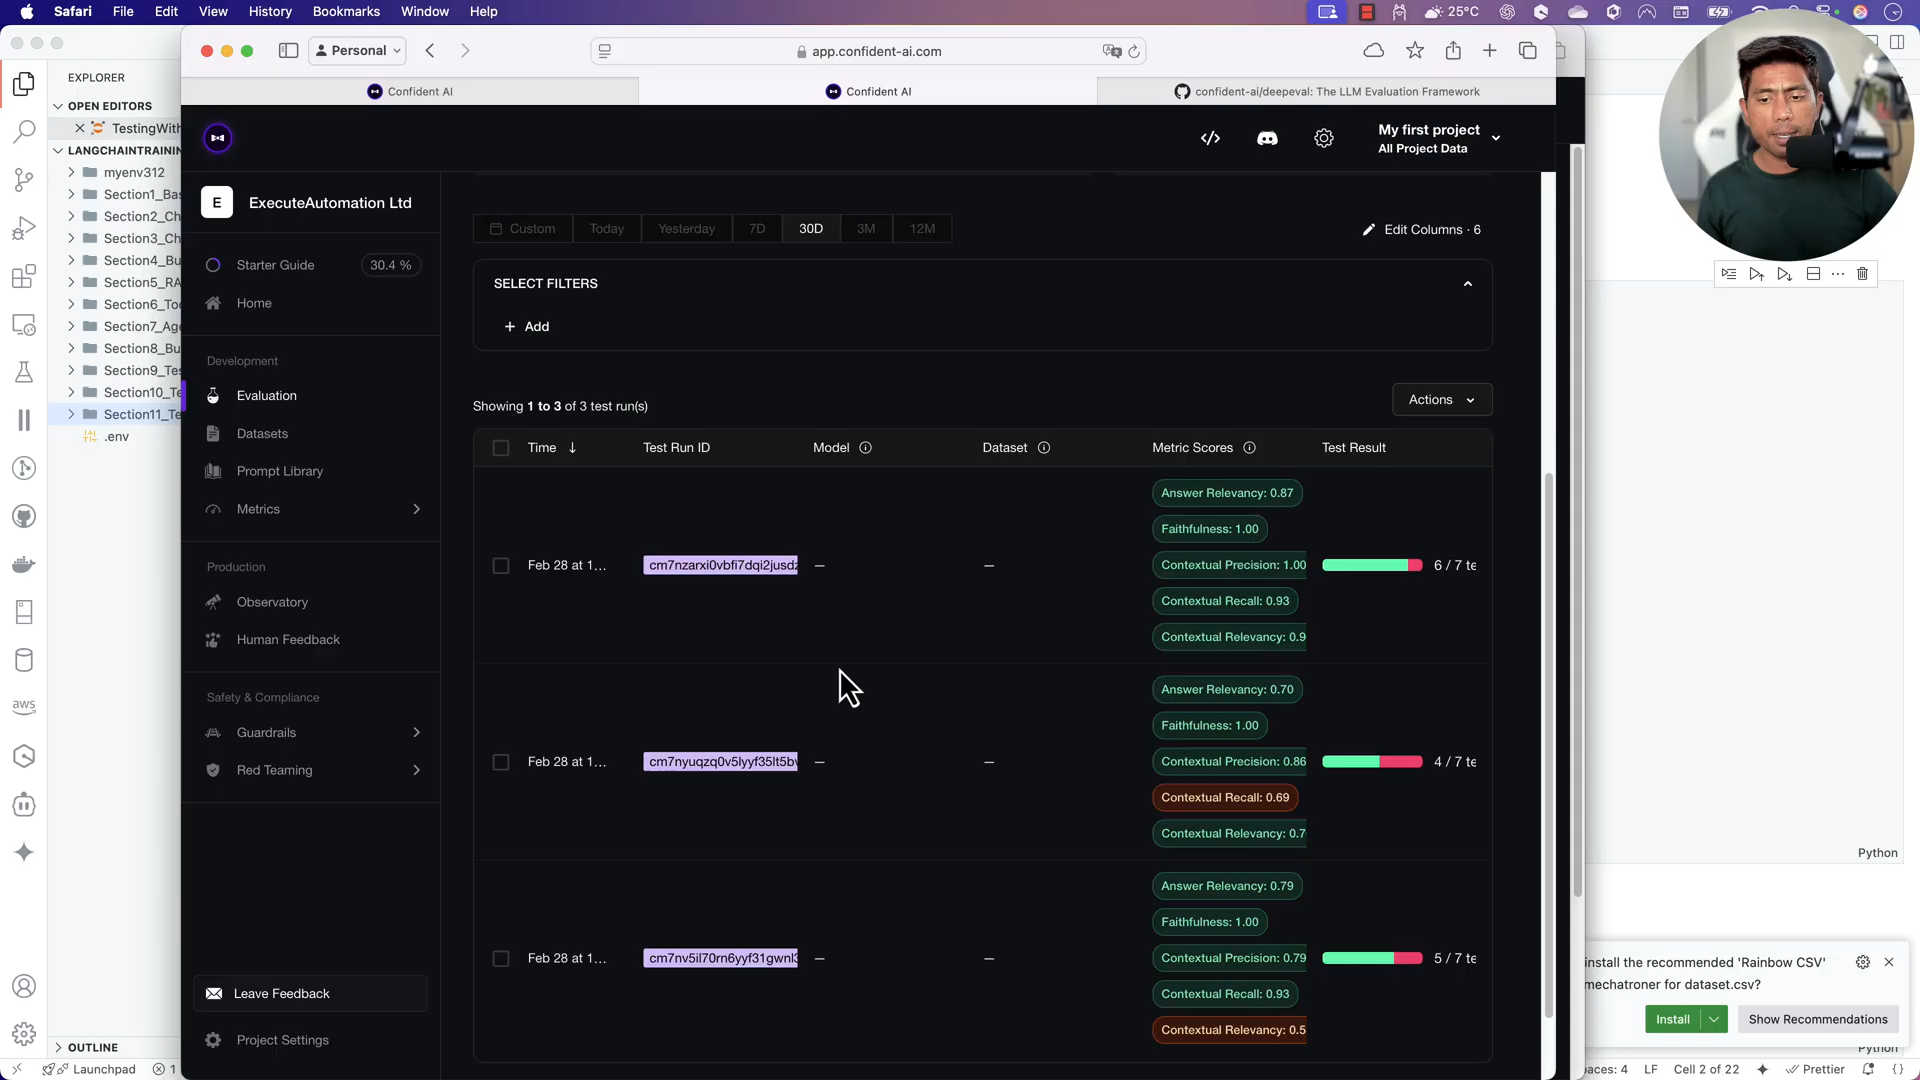 Safari File Edit View History Bookmarks Window Help
25°C
Personal
app.confident-ai.com
Confident AI
Confident AI
confident-ai/deepeval: The LLM Evaluation Framework
EXPLORER
OPEN EDITORS
TestingWith
LANGCHAINTRAININ
myenv312
Section1_Bas
Section2_Ch
Section3_Ch
Section4_Bu
Section5_RA
Section6_Too
Section7_Age
Section8_Bu
Section9_Tes
Section10_Te
Section11_Te
.env
OUTLINE
Launchpad
1
aws
My first project
All Project Data
E
ExecuteAutomation Ltd
Starter Guide
30.4 %
Home
Development
Evaluation
Datasets
Prompt Library
Metrics
Production
Observatory
Human Feedback
Safety & Compliance
Guardrails
Red Teaming
Leave Feedback
Project Settings
Custom Today Yesterday 7D 30D 3M 12M
Edit Columns · 6
SELECT FILTERS
+ Add
Showing 1 to 3 of 3 test run(s)
Actions
Time ↓ Test Run ID Model Dataset Metric Scores Test Result
Answer Relevancy: 0.87
Faithfulness: 1.00
Feb 28 at 1... cm7nzarxi0vbfi7dqi2jusdz — — Contextual Precision: 1.00 6 / 7 te
Contextual Recall: 0.93
Contextual Relevancy: 0.9
Answer Relevancy: 0.70
Faithfulness: 1.00
Feb 28 at 1... cm7nyuqzq0v5lyyf35lt5bv — — Contextual Precision: 0.86 4 / 7 te
Contextual Recall: 0.69
Contextual Relevancy: 0.7
Answer Relevancy: 0.79
Faithfulness: 1.00
Feb 28 at 1... cm7nv5il70rn6yyf31gwnl3 — — Contextual Precision: 0.79 5 / 7 te
Contextual Recall: 0.93
Contextual Relevancy: 0.5
Python
install the recommended 'Rainbow CSV'
mechatroner for dataset.csv?
Install
Show Recommendations
Python
paces: 4 LF Cell 2 of 22 Prettier